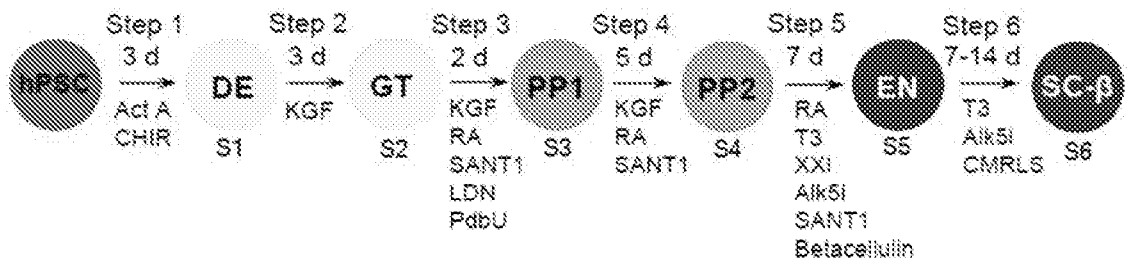 Step 1
3 d
Step 2
3 d
Step 3
2 d
Step 4
5 d
Step 5
7 d
Step 6
7-14 d
hPSC
DE
GT
PP1
PP2
EN
SC-β
Act A
CHIR
KGF
KGF
RA
SANT1
LDN
PdbU
KGF
RA
SANT1
RA
T3
XXI
Alk5i
SANT1
Betacellulin
T3
Alk5i
CMRLS
S1
S2
S3
S4
S5
S6